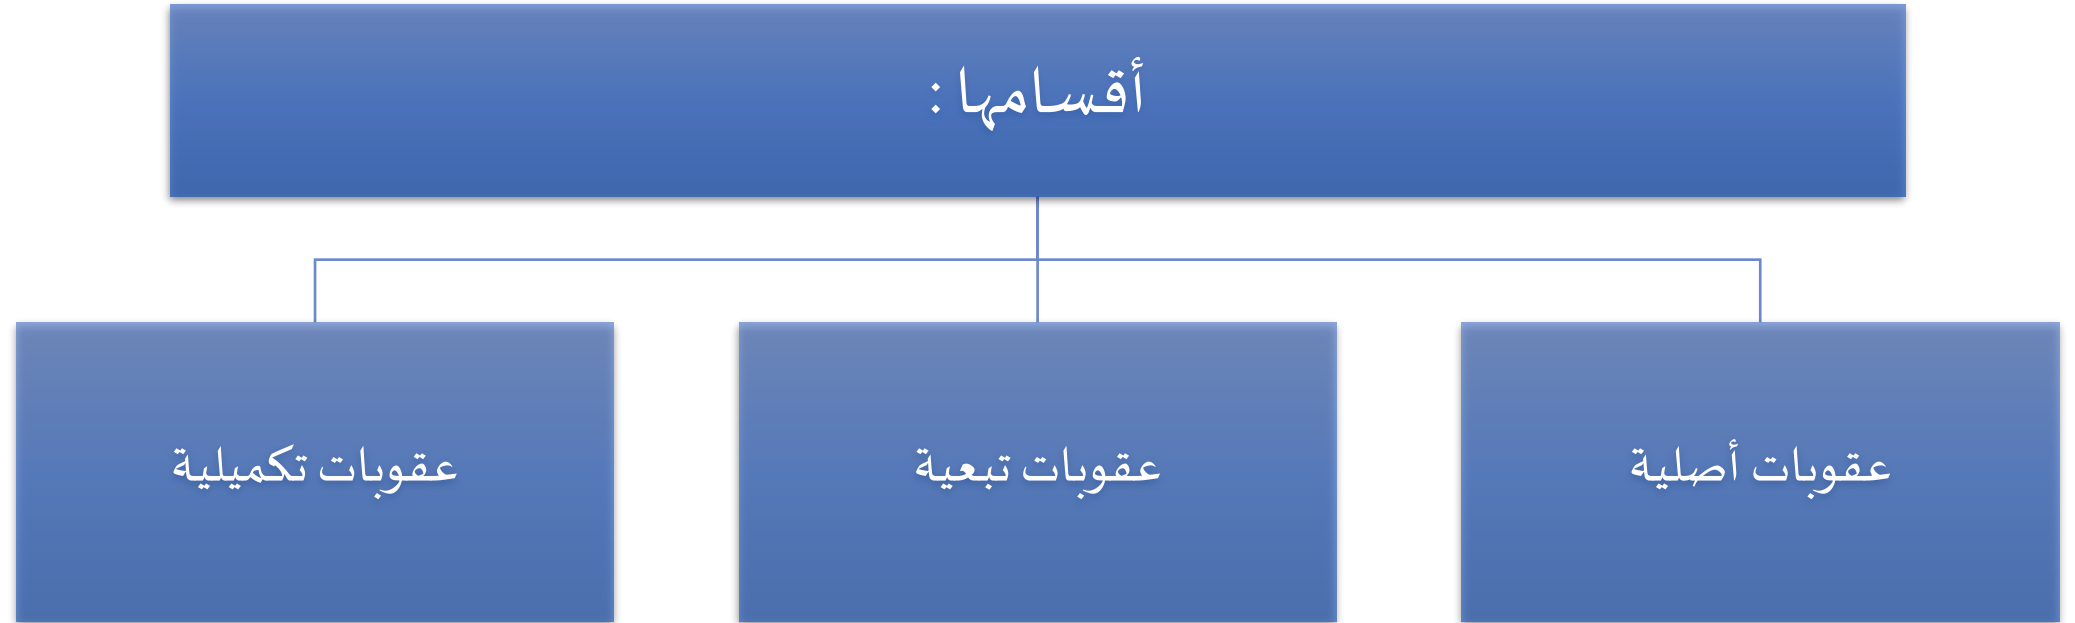 أقسامها :
عقوبات أصلية
عقوبات تبعية
عقوبات تكميلية